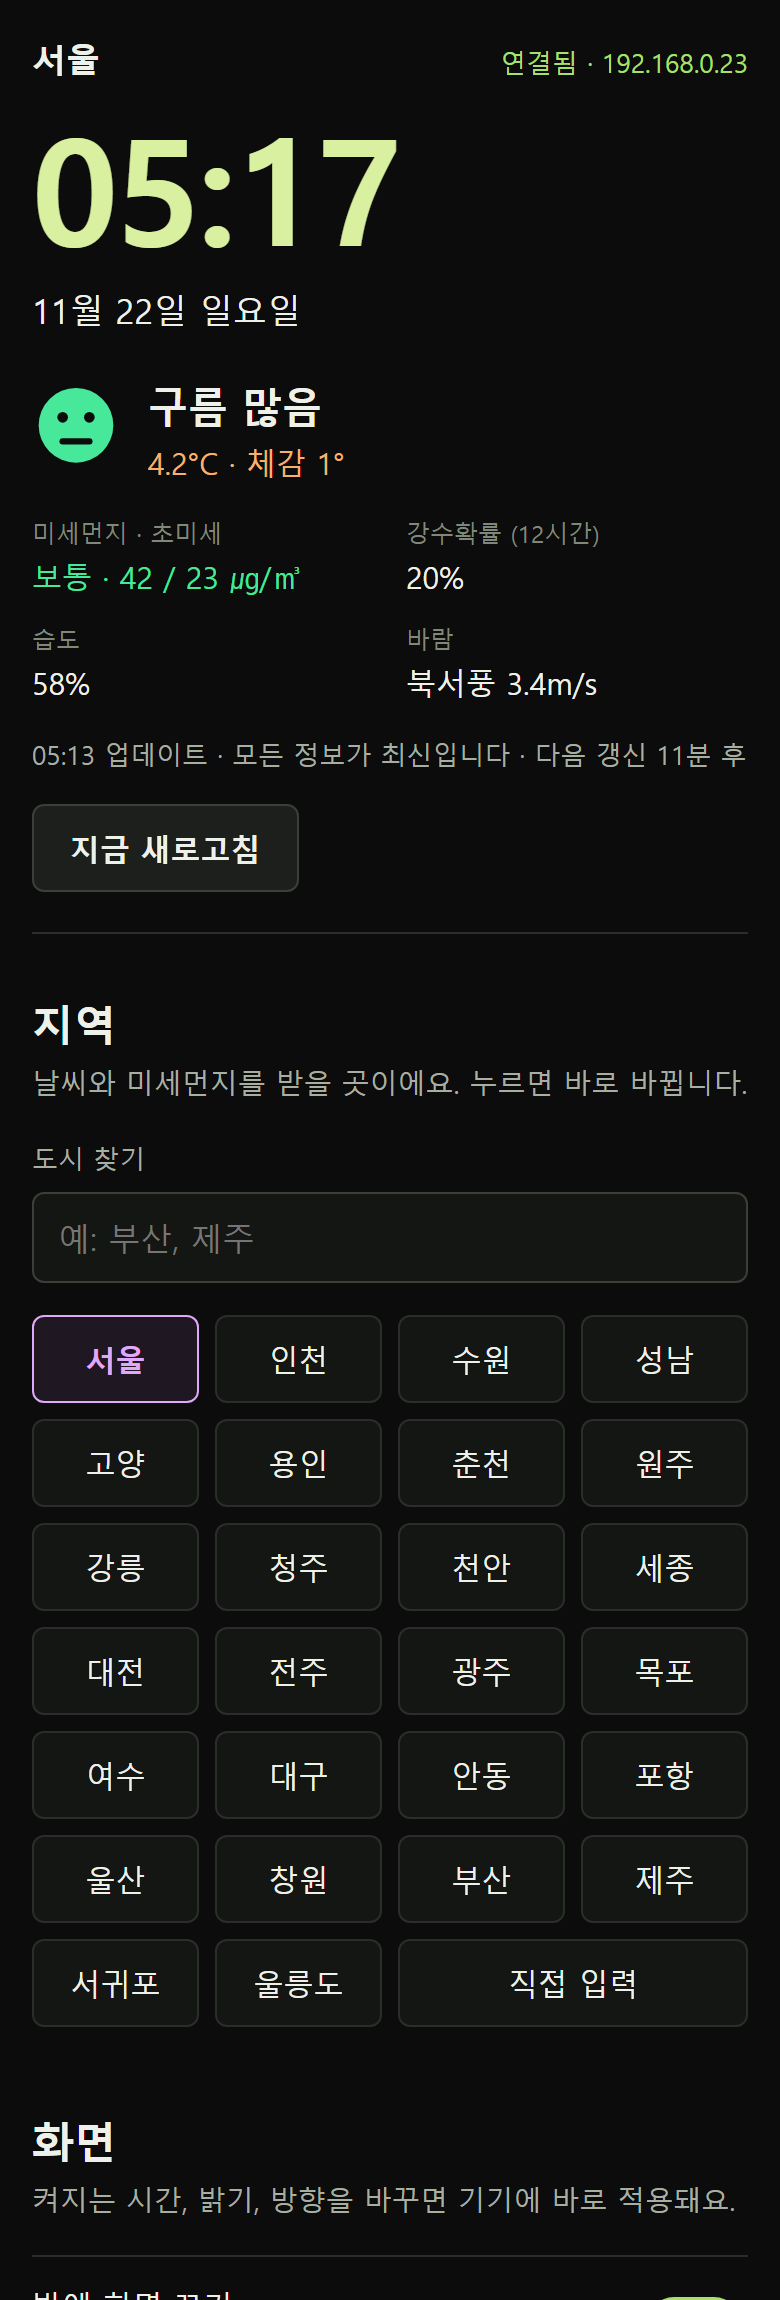 서울
연결됨 · 192.168.0.23
05:17
11월 22일 일요일
구름 많음
4.2°C · 체감 1°
미세먼지 · 초미세
강수확률 (12시간)
보통 · 42 / 23 μg/㎥
20%
습도
바람
58%
북서풍 3.4m/s
05:13 업데이트 · 모든 정보가 최신입니다 · 다음 갱신 11분 후
지금 새로고침
지역
날씨와 미세먼지를 받을 곳이에요. 누르면 바로 바뀝니다.
도시 찾기
예: 부산, 제주
서울 인천 수원 성남
고양 용인 춘천 원주
강릉 청주 천안 세종
대전 전주 광주 목포
여수 대구 안동 포항
울산 창원 부산 제주
서귀포 울릉도 직접 입력
화면
켜지는 시간, 밝기, 방향을 바꾸면 기기에 바로 적용돼요.